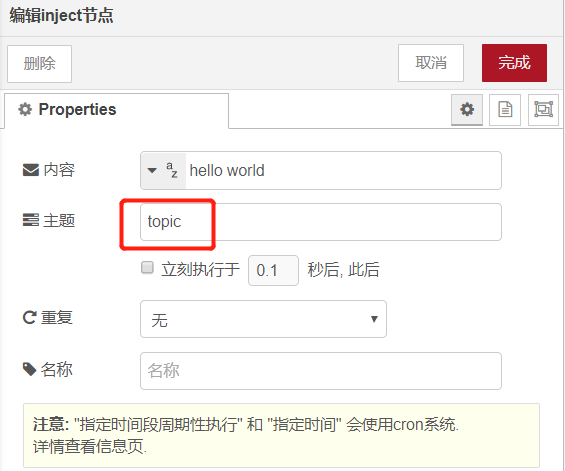 编辑inject节点
删除
取消
完成
Properties
内容
a
z
hello world
主题
topic
立刻执行于 0.1 秒后, 此后
重复
无
名称
名称
注意: "指定时间段周期性执行" 和 "指定时间" 会使用cron系统.
详情查看信息页.